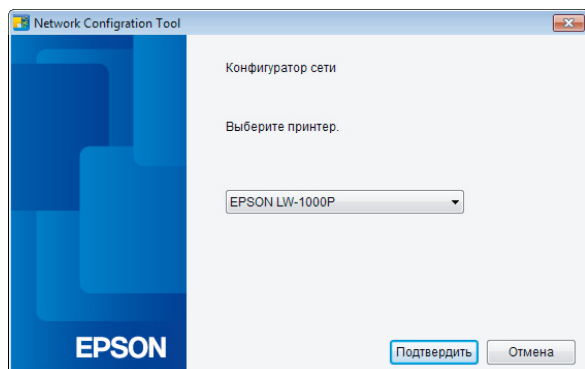 Network Configration Tool
Конфигуратор сети
Выберите принтер.
EPSON LW-1000P
EPSON
Подтвердить
Отмена